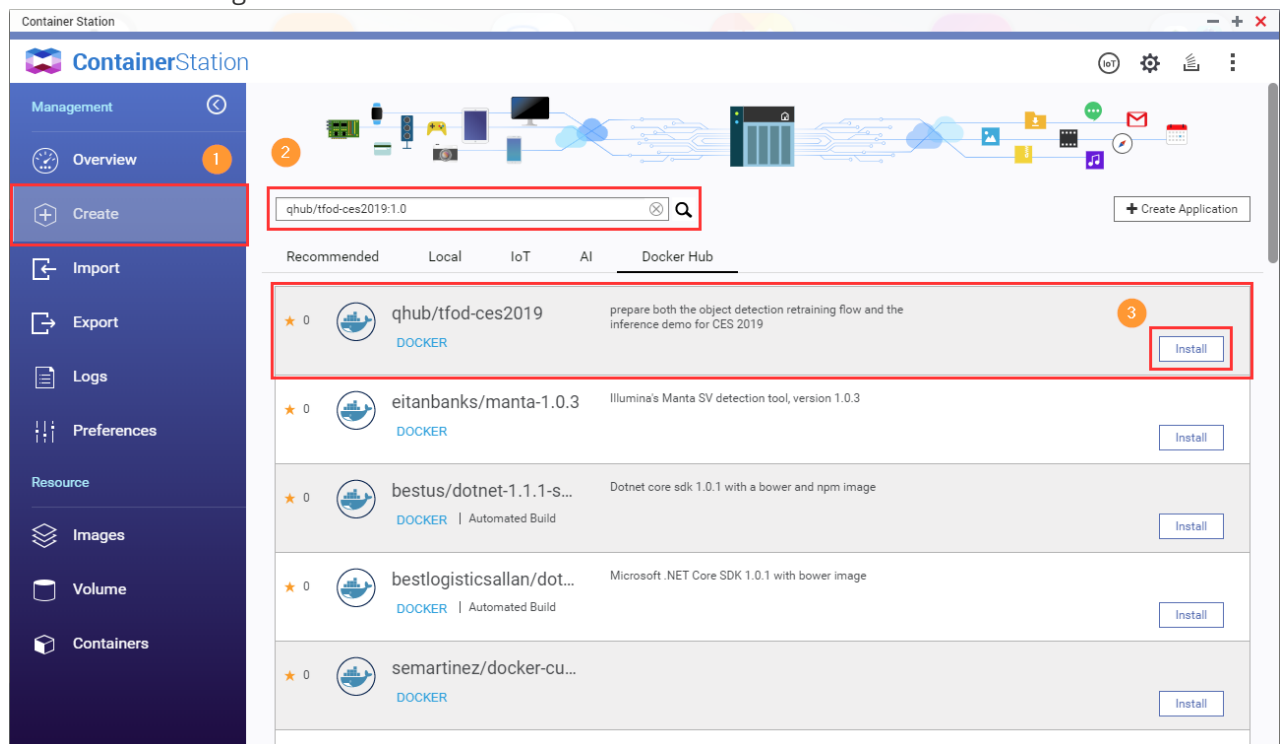 Container Station
ContainerStation
IoT
Management
Overview
1
Create
Import
Export
Logs
Preferences
Resource
Images
Volume
Containers
2
qhub/tfod-ces2019:1.0
+ Create Application
Recommended Local IoT AI Docker Hub
0
qhub/tfod-ces2019
DOCKER
prepare both the object detection retraining flow and the
inference demo for CES 2019
3
Install
0
eitanbanks/manta-1.0.3
DOCKER
Illumina's Manta SV detection tool, version 1.0.3
Install
0
bestus/dotnet-1.1.1-s...
DOCKER | Automated Build
Dotnet core sdk 1.0.1 with a bower and npm image
Install
0
bestlogisticsallan/dot...
DOCKER | Automated Build
Microsoft .NET Core SDK 1.0.1 with bower image
Install
0
semartinez/docker-cu...
DOCKER
Install